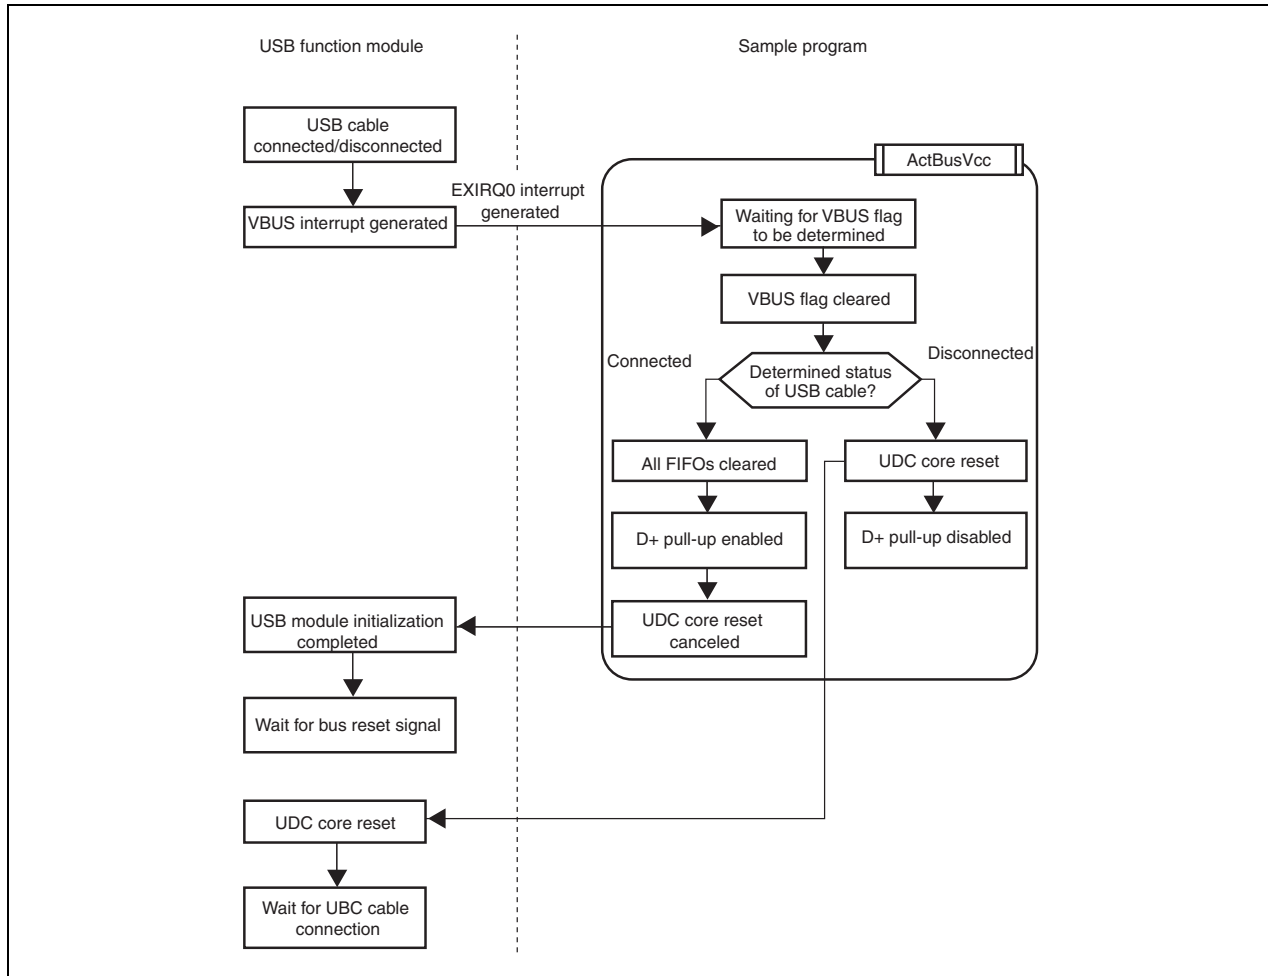 USB function module
Sample program
USB cable
connected/disconnected
ActBusVcc
EXIRQ0 interrupt
generated
VBUS interrupt generated
Waiting for VBUS flag
to be determined
VBUS flag cleared
Connected
Disconnected
Determined status
of USB cable?
All FIFOs cleared
UDC core reset
D+ pull-up enabled
D+ pull-up disabled
USB module initialization
completed
UDC core reset
canceled
Wait for bus reset signal
UDC core reset
Wait for UBC cable
connection